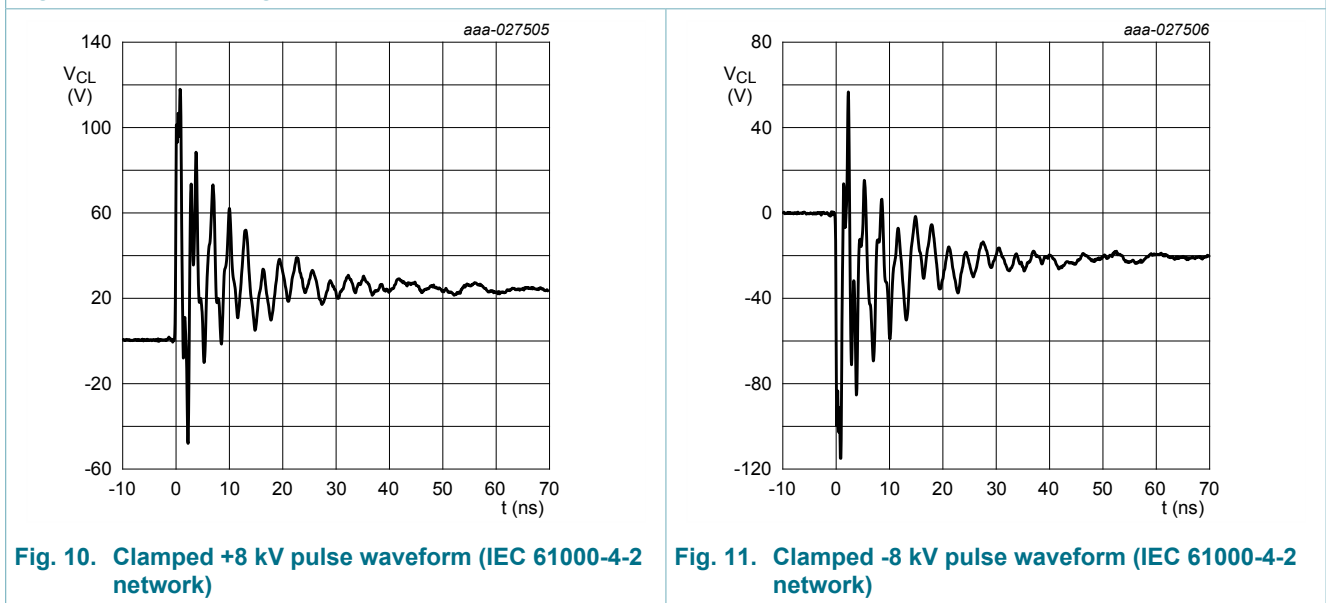 aaa-027505
140
100
60
20
-20
-60
VCL
(V)
-10 0 10 20 30 40 50 60 70
t (ns)
Fig. 10. Clamped +8 kV pulse waveform (IEC 61000-4-2
network)
aaa-027506
80
40
0
-40
-80
-120
VCL
(V)
-10 0 10 20 30 40 50 60 70
t (ns)
Fig. 11. Clamped -8 kV pulse waveform (IEC 61000-4-2
network)